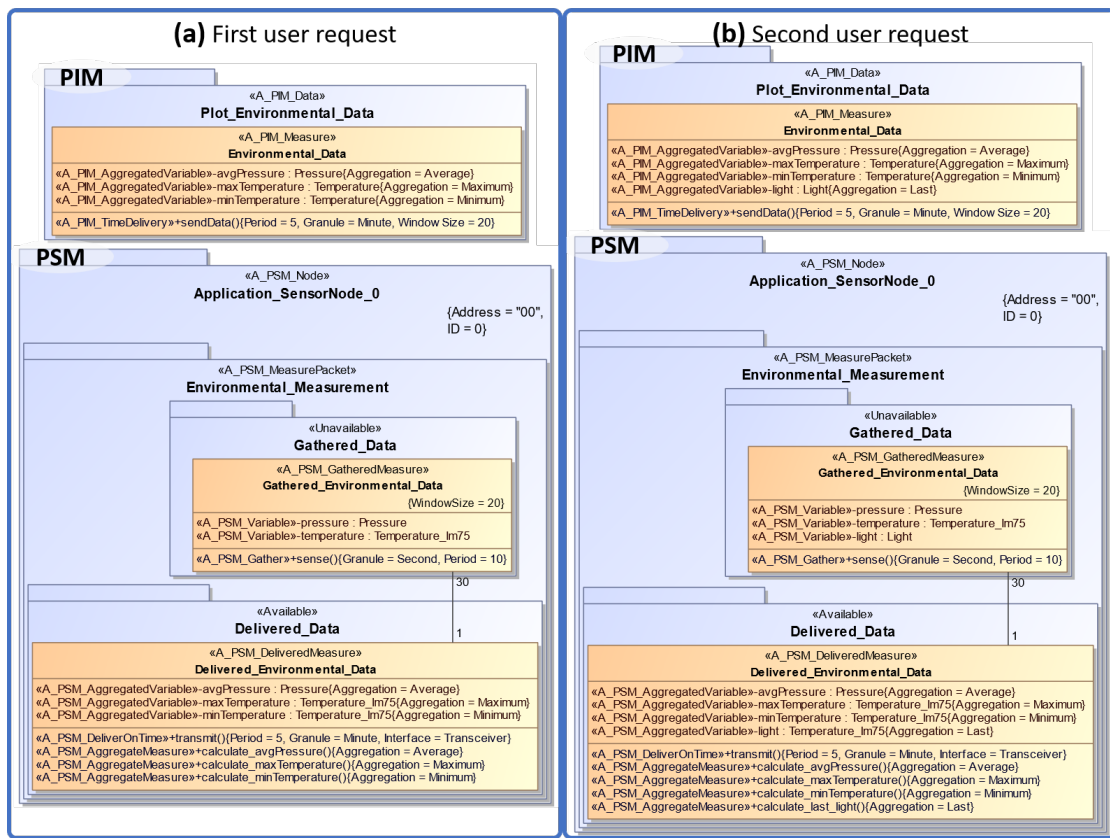 (a) First user request
PIM
«A_PIM_Data»
Plot_Environmental_Data
«A_PIM_Measure»
Environmental_Data
«A_PIM_AggregatedVariable»-avgPressure : Pressure{Aggregation = Average}
«A_PIM_AggregatedVariable»-maxTemperature : Temperature{Aggregation = Maximum}
«A_PIM_AggregatedVariable»-minTemperature : Temperature{Aggregation = Minimum}
«A_PIM_TimeDelivery»+sendData(){Period = 5, Granule = Minute, Window Size = 20}
PSM
«A_PSM_Node»
Application_SensorNode_0
{Address = "00",
ID = 0}
«A_PSM_MeasurePacket»
Environmental_Measurement
«Unavailable»
Gathered_Data
«A_PSM_GatheredMeasure»
Gathered_Environmental_Data
{WindowSize = 20}
«A_PSM_Variable»-pressure : Pressure
«A_PSM_Variable»-temperature : Temperature_lm75
«A_PSM_Gather»+sense(){Granule = Second, Period = 10}
30
1
«Available»
Delivered_Data
«A_PSM_DeliveredMeasure»
Delivered_Environmental_Data
«A_PSM_AggregatedVariable»-avgPressure : Pressure{Aggregation = Average}
«A_PSM_AggregatedVariable»-maxTemperature : Temperature_lm75{Aggregation = Maximum}
«A_PSM_AggregatedVariable»-minTemperature : Temperature_lm75{Aggregation = Minimum}
«A_PSM_DeliverOnTime»+transmit(){Period = 5, Granule = Minute, Interface = Transceiver}
«A_PSM_AggregateMeasure»+calculate_avgPressure(){Aggregation = Average}
«A_PSM_AggregateMeasure»+calculate_maxTemperature(){Aggregation = Maximum}
«A_PSM_AggregateMeasure»+calculate_minTemperature(){Aggregation = Minimum}
(b) Second user request
PIM
«A_PIM_Data»
Plot_Environmental_Data
«A_PIM_Measure»
Environmental_Data
«A_PIM_AggregatedVariable»-avgPressure : Pressure{Aggregation = Average}
«A_PIM_AggregatedVariable»-maxTemperature : Temperature{Aggregation = Maximum}
«A_PIM_AggregatedVariable»-minTemperature : Temperature{Aggregation = Minimum}
«A_PIM_AggregatedVariable»-light : Light{Aggregation = Last}
«A_PIM_TimeDelivery»+sendData(){Period = 5, Granule = Minute, Window Size = 20}
PSM
«A_PSM_Node»
Application_SensorNode_0
{Address = "00",
ID = 0}
«A_PSM_MeasurePacket»
Environmental_Measurement
«Unavailable»
Gathered_Data
«A_PSM_GatheredMeasure»
Gathered_Environmental_Data
{WindowSize = 20}
«A_PSM_Variable»-pressure : Pressure
«A_PSM_Variable»-temperature : Temperature_lm75
«A_PSM_Variable»-light : Light
«A_PSM_Gather»+sense(){Granule = Second, Period = 10}
30
1
«Available»
Delivered_Data
«A_PSM_DeliveredMeasure»
Delivered_Environmental_Data
«A_PSM_AggregatedVariable»-avgPressure : Pressure{Aggregation = Average}
«A_PSM_AggregatedVariable»-maxTemperature : Temperature_lm75{Aggregation = Maximum}
«A_PSM_AggregatedVariable»-minTemperature : Temperature_lm75{Aggregation = Minimum}
«A_PSM_AggregatedVariable»-light : Temperature_lm75{Aggregation = Last}
«A_PSM_DeliverOnTime»+transmit(){Period = 5, Granule = Minute, Interface = Transceiver}
«A_PSM_AggregateMeasure»+calculate_avgPressure(){Aggregation = Average}
«A_PSM_AggregateMeasure»+calculate_maxTemperature(){Aggregation = Maximum}
«A_PSM_AggregateMeasure»+calculate_minTemperature(){Aggregation = Minimum}
«A_PSM_AggregateMeasure»+calculate_last_light(){Aggregation = Last}